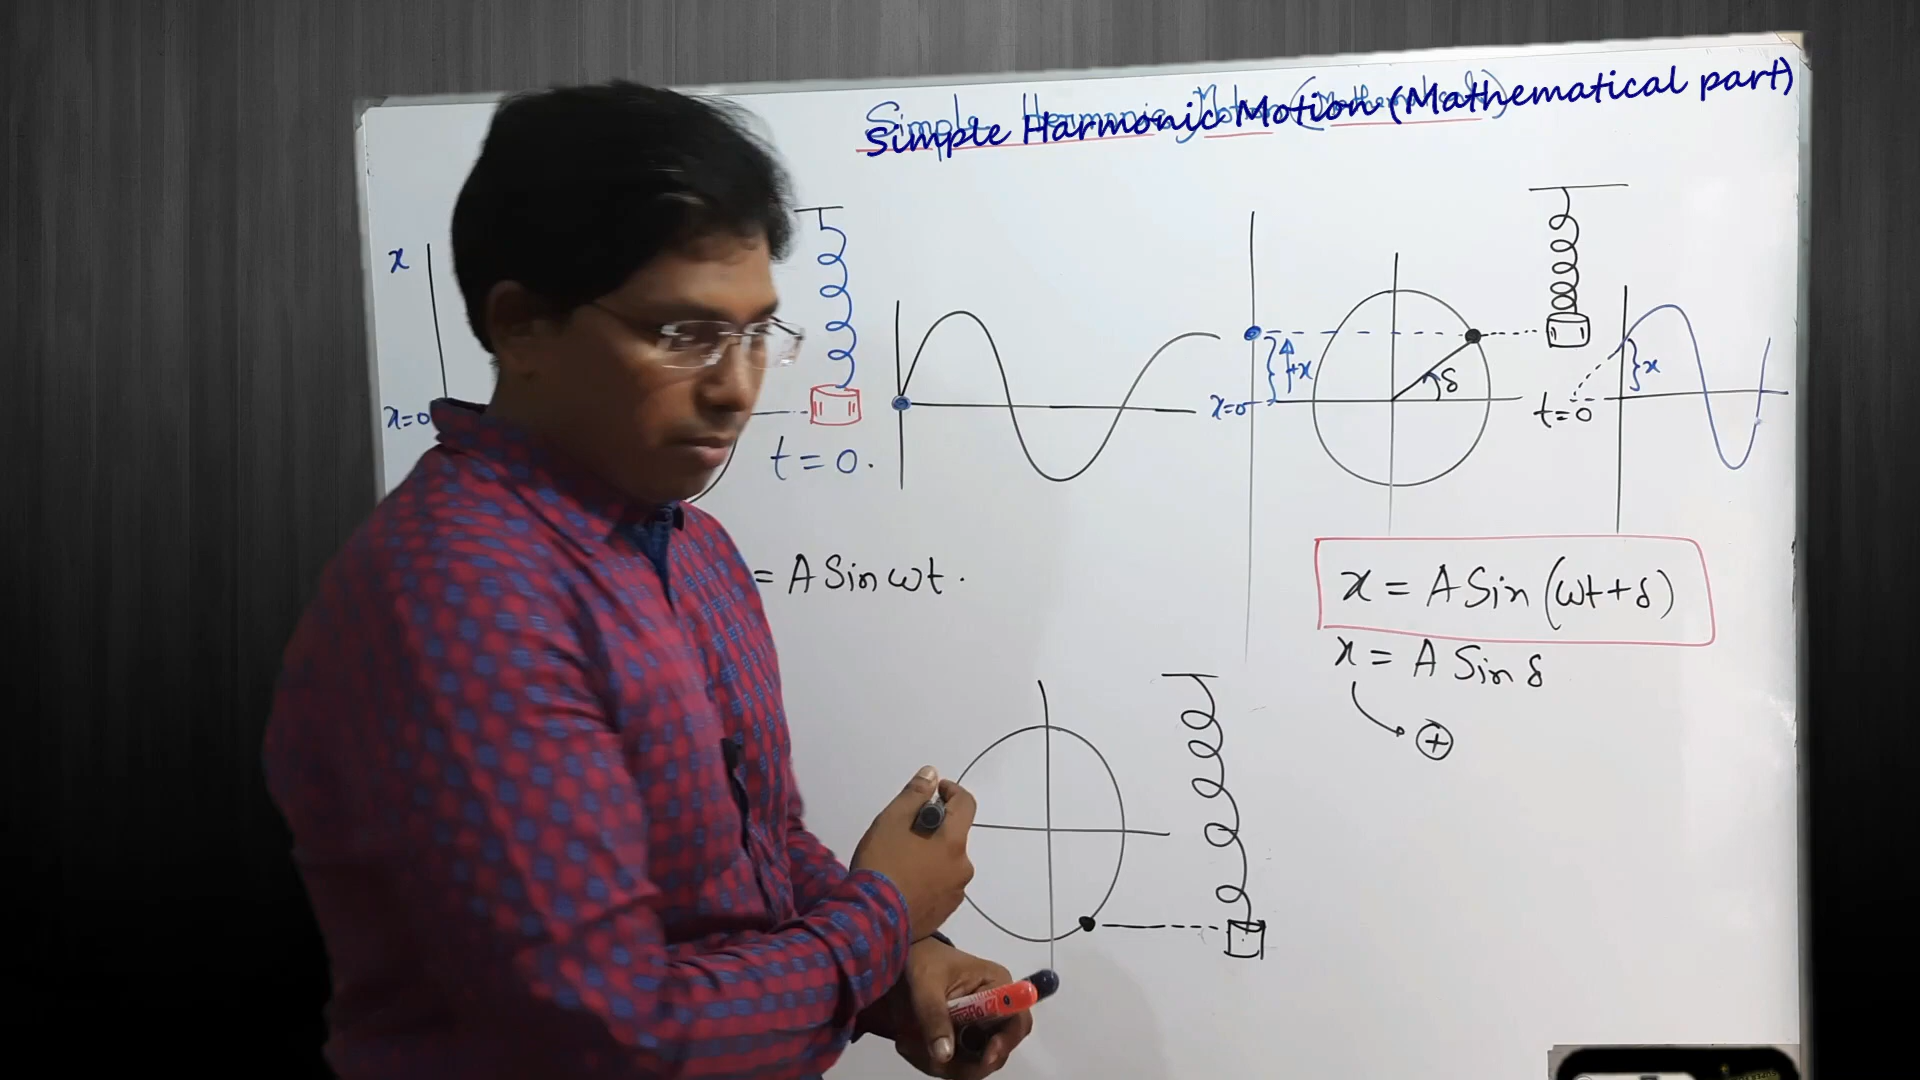 Simple Harmonic Motion (Mathematical part)
x
x=0
t = 0.
= A Sin ωt.
x=0
+x
δ
t=0
x
x = A Sin (ωt+δ)
x = A Sin δ
+